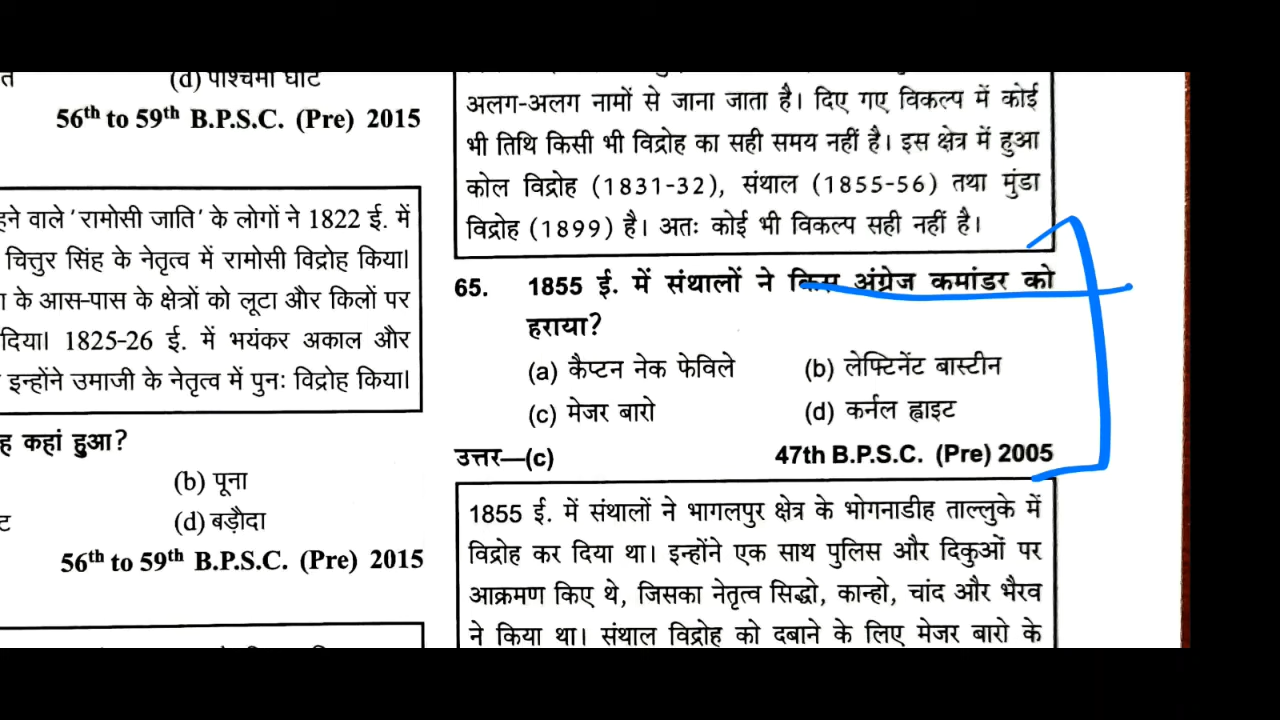 (d) पाश्चमी घाट
56th to 59th B.P.S.C. (Pre) 2015
हने वाले 'रामोसी जाति' के लोगों ने 1822 ई. में
चित्तुर सिंह के नेतृत्व में रामोसी विद्रोह किया।
के आस-पास के क्षेत्रों को लूटा और किलों पर
दिया। 1825-26 ई. में भयंकर अकाल और
इन्होंने उमाजी के नेतृत्व में पुनः विद्रोह किया।
ह कहां हुआ?
(b) पूना
(d) बड़ौदा
56th to 59th B.P.S.C. (Pre) 2015
अलग-अलग नामों से जाना जाता है। दिए गए विकल्प में कोई
भी तिथि किसी भी विद्रोह का सही समय नहीं है। इस क्षेत्र में हुआ
कोल विद्रोह (1831-32), संथाल (1855-56) तथा मुंडा
विद्रोह (1899) है। अतः कोई भी विकल्प सही नहीं है।
65. 1855 ई. में संथालों ने किस अंग्रेज कमांडर को
हराया?
(a) कैप्टन नेक फेविले (b) लेफ्टिनेंट बास्टीन
(c) मेजर बारो (d) कर्नल ह्वाइट
उत्तर—(c) 47th B.P.S.C. (Pre) 2005
1855 ई. में संथालों ने भागलपुर क्षेत्र के भोगनाडीह ताल्लुके में
विद्रोह कर दिया था। इन्होंने एक साथ पुलिस और दिकुओं पर
आक्रमण किए थे, जिसका नेतृत्व सिद्धो, कान्हो, चांद और भैरव
ने किया था। संथाल विद्रोह को दबाने के लिए मेजर बारो के